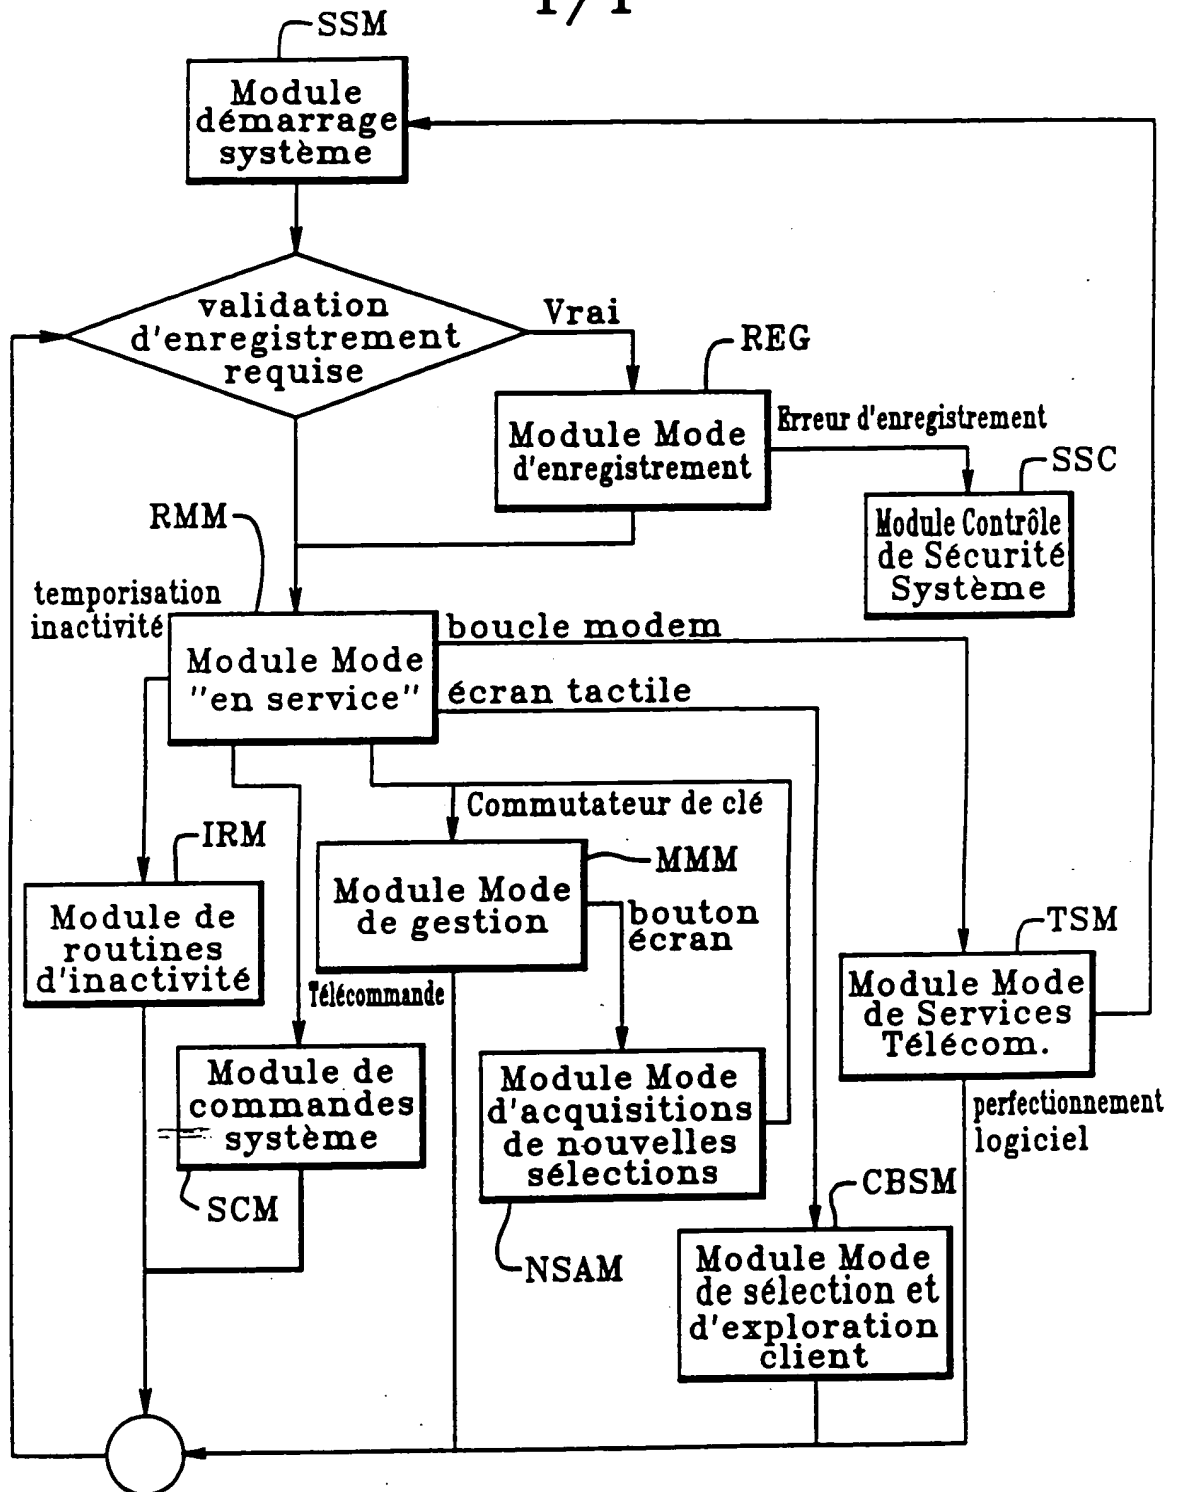 1/1
SSM
Module
démarrage
système
validation
d'enregistrement
requise
Vrai
REG
Module Mode
d'enregistrement
Erreur d'enregistrement
SSC
Module Contrôle
de Sécurité
Système
RMM
temporisation
inactivité
Module Mode
"en service"
boucle modem
écran tactile
Commutateur de clé
IRM
Module de
routines
d'inactivité
MMM
Module Mode
de gestion
bouton
écran
Télécommande
TSM
Module Mode
de Services
Télécom.
perfectionnement
logiciel
Module de
commandes
système
SCM
Module Mode
d'acquisitions
de nouvelles
sélections
NSAM
CBSM
Module Mode
de sélection et
d'exploration
client